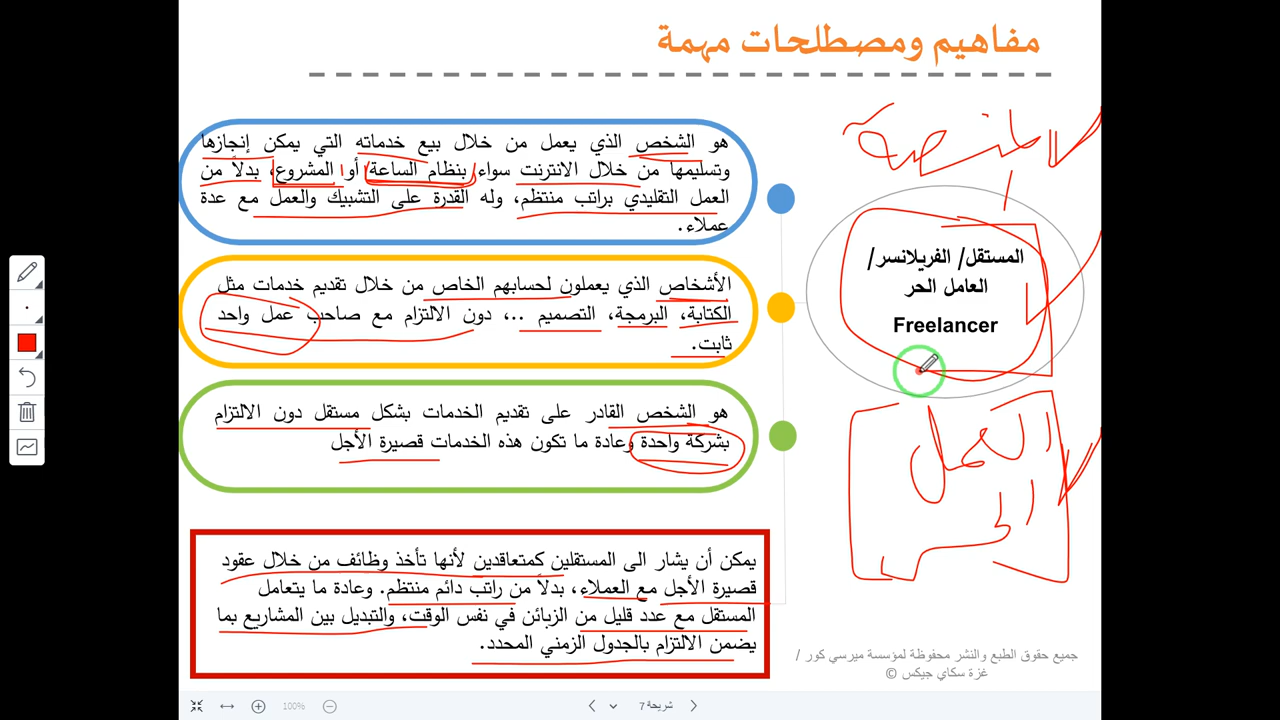 مفاهيم ومصطلحات مهمة
المنصة
المستقل/ الفريلانسر/
العامل الحر
Freelancer
العمل
الحر
هو الشخص الذي يعمل من خلال بيع خدماته التي يمكن إنجازها
وتسليمها من خلال الانترنت سواء بنظام الساعة أو المشروع، بدلاً من
العمل التقليدي براتب منتظم، وله القدرة على التشبيك والعمل مع عدة
عملاء.
الأشخاص الذي يعملون لحسابهم الخاص من خلال تقديم خدمات مثل
الكتابة، البرمجة، التصميم ..، دون الالتزام مع صاحب عمل واحد
ثابت.
هو الشخص القادر على تقديم الخدمات بشكل مستقل دون الالتزام
بشركة واحدة وعادة ما تكون هذه الخدمات قصيرة الأجل
يمكن أن يشار الى المستقلين كمتعاقدين لأنها تأخذ وظائف من خلال عقود
قصيرة الأجل مع العملاء، بدلاً من راتب دائم منتظم. وعادة ما يتعامل
المستقل مع عدد قليل من الزبائن في نفس الوقت، والتبديل بين المشاريع بما
يضمن الالتزام بالجدول الزمني المحدد.
جميع حقوق الطبع والنشر محفوظة لمؤسسة ميرسي كور /
غزة سكاي جيكس ©
شريحة 7
100%